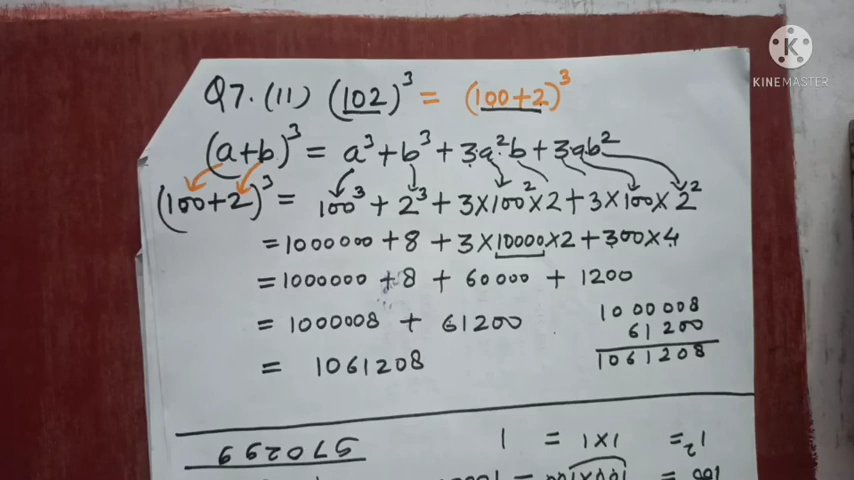 KINEMASTER
Q7. (11) (102)³ = (100+2)³
(a+b)³ = a³+b³+3a²b+3ab²
(100+2)³ = 100³ + 2³ + 3×100²×2+3×100×2²
= 1000000 + 8 + 3×10000×2 + 300×4
= 1000000 + 8 + 60000 + 1200
= 1000008 + 61200
= 1061208
1000008
61200
1061208
970299
1²= 1×1 = 1